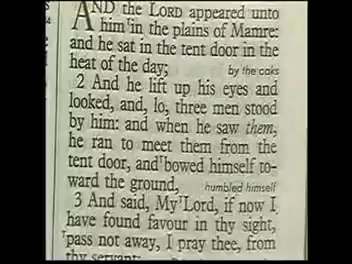 AND the LORD appeared unto
him in the plains of Mamre:
and he sat in the tent door in the
heat of the day; by the oaks
2 And he lift up his eyes and
looked, and, lo, three men stood
by him: and when he saw them,
he ran to meet them from the
tent door, and bowed himself to-
ward the ground, humbled himself
3 And said, My Lord, if now I
have found favour in thy sight,
pass not away, I pray thee, from
thy servant: